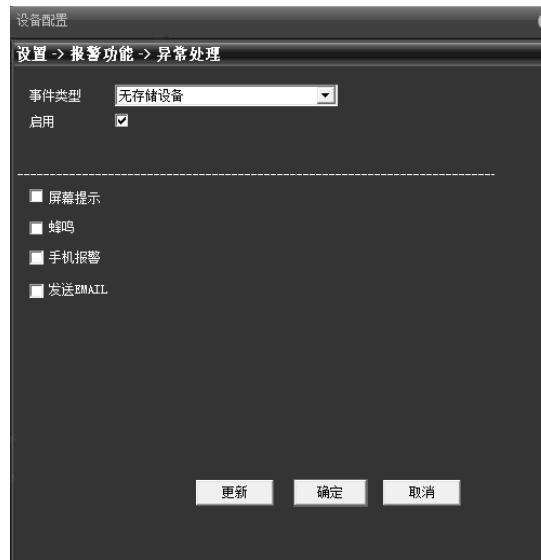 设备配置
设置 -> 报警功能 -> 异常处理
事件类型 无存储设备
启用
屏幕提示
蜂鸣
手机报警
发送EMAIL
更新 确定 取消